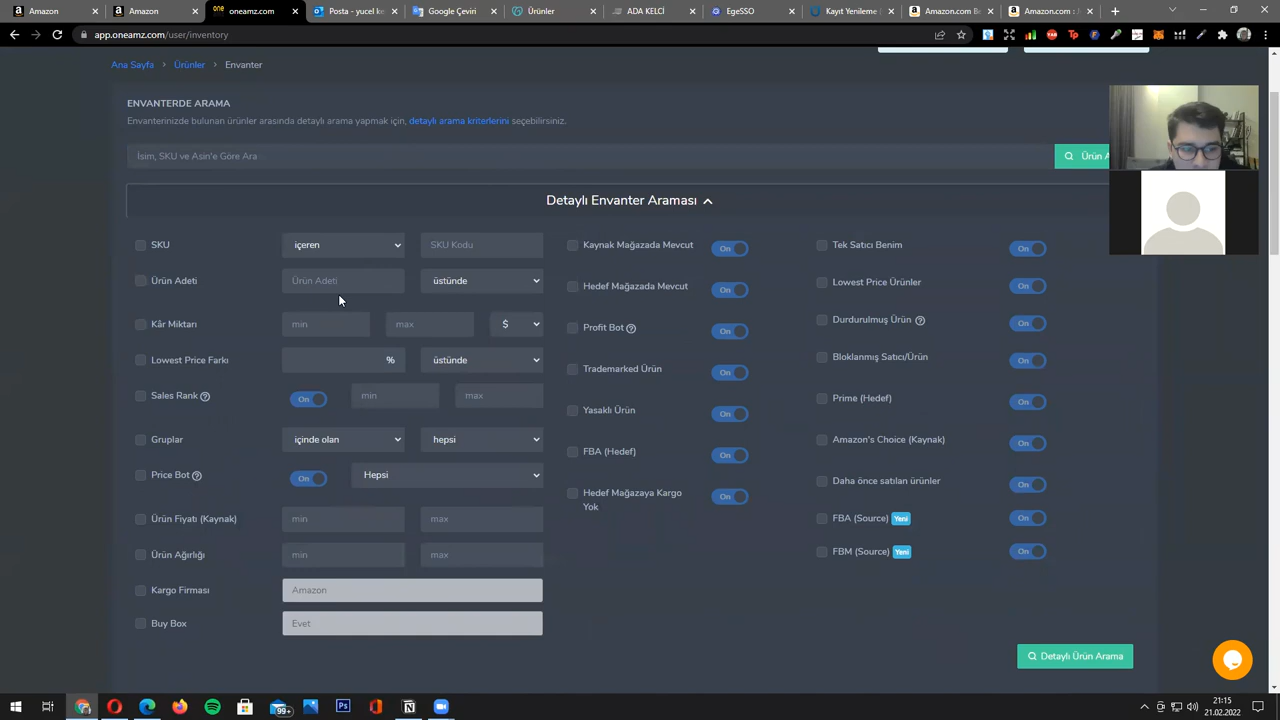 Amazon
Amazon
oneAmz.com
Posta - yucel ke
Google Çeviri
Ürünler
ADA KELCİ
EgeSSO
Kayıt Yenileme
Amazon.com Be
Amazon.com :
app.oneamz.com/user/inventory
Ana Sayfa > Ürünler > Envanter
ENVANTERDE ARAMA
Envanterinizde bulunan ürünler arasında detaylı arama yapmak için, detaylı arama kriterlerini seçebilirsiniz.
İsim, SKU ve Asin'e Göre Ara
Ürün A
Detaylı Envanter Araması
SKU içeren SKU Kodu
Ürün Adeti Ürün Adeti üstünde
Kâr Miktarı min max $
Lowest Price Farkı % üstünde
Sales Rank On min max
Gruplar içinde olan hepsi
Price Bot On Hepsi
Ürün Fiyatı (Kaynak) min max
Ürün Ağırlığı min max
Kargo Firması Amazon
Buy Box Evet
Kaynak Mağazada Mevcut On
Hedef Mağazada Mevcut On
Profit Bot On
Trademarked Ürün On
Yasaklı Ürün On
FBA (Hedef) On
Hedef Mağazaya Kargo On
Yok
Tek Satıcı Benim On
Lowest Price Ürünler On
Durdurulmuş Ürün On
Bloklanmış Satıcı/Ürün On
Prime (Hedef) On
Amazon's Choice (Kaynak) On
Daha önce satılan ürünler On
FBA (Source) Yeni On
FBM (Source) Yeni On
Detaylı Ürün Arama
99+
21:15
21.02.2022